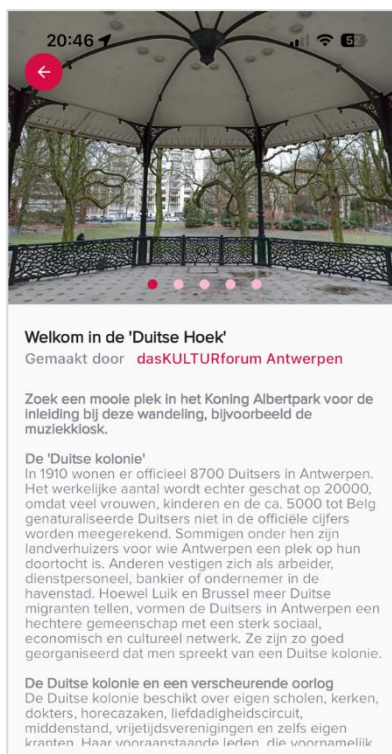 20:46
52
Welkom in de 'Duitse Hoek'
Gemaakt door dasKULTURforum Antwerpen
Zoek een mooie plek in het Koning Albertpark voor de
inleiding bij deze wandeling, bijvoorbeeld de
muziekkiosk.
De 'Duitse kolonie'
In 1910 wonen er officieel 8700 Duitsers in Antwerpen.
Het werkelijke aantal wordt echter geschat op 20000,
omdat veel vrouwen, kinderen en de ca. 5000 tot Belg
genaturaliseerde Duitsers niet in de officiële cijfers
worden meegerekend. Sommigen onder hen zijn
landverhuizers voor wie Antwerpen een plek op hun
doortocht is. Anderen vestigen zich als arbeider,
dienstpersoneel, bankier of ondernemer in de
havenstad. Hoewel Luik en Brussel meer Duitse
migranten tellen, vormen de Duitsers in Antwerpen een
hechtere gemeenschap met een sterk sociaal,
economisch en cultureel netwerk. Ze zijn zo goed
georganiseerd dat men spreekt van een Duitse kolonie.
De Duitse kolonie en een verscheurende oorlog
De Duitse kolonie beschikt over eigen scholen, kerken,
dokters, horecazaken, liefdadigheidscircuit,
middenstand, vrijetijdsverenigingen en zelfs eigen
kranten. Haar vooraanstaande leden, die voornamelijk